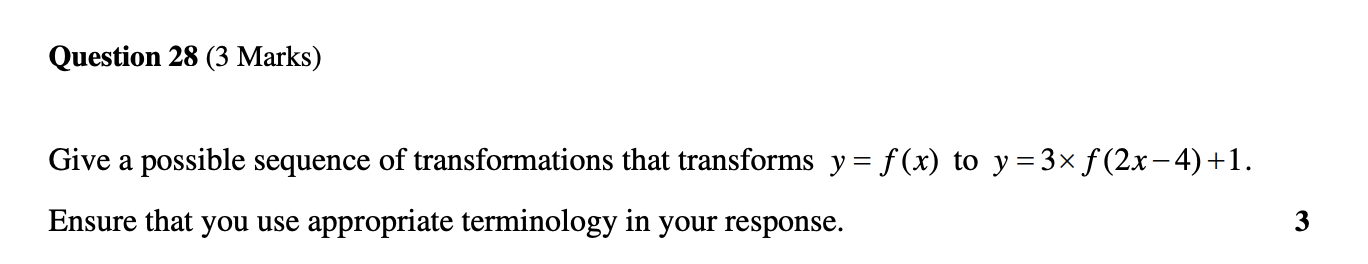 Question 28 (3 Marks)
Give a possible sequence of transformations that transforms y = f(x) to y = 3× f(2x−4)+1.
Ensure that you use appropriate terminology in your response. 3